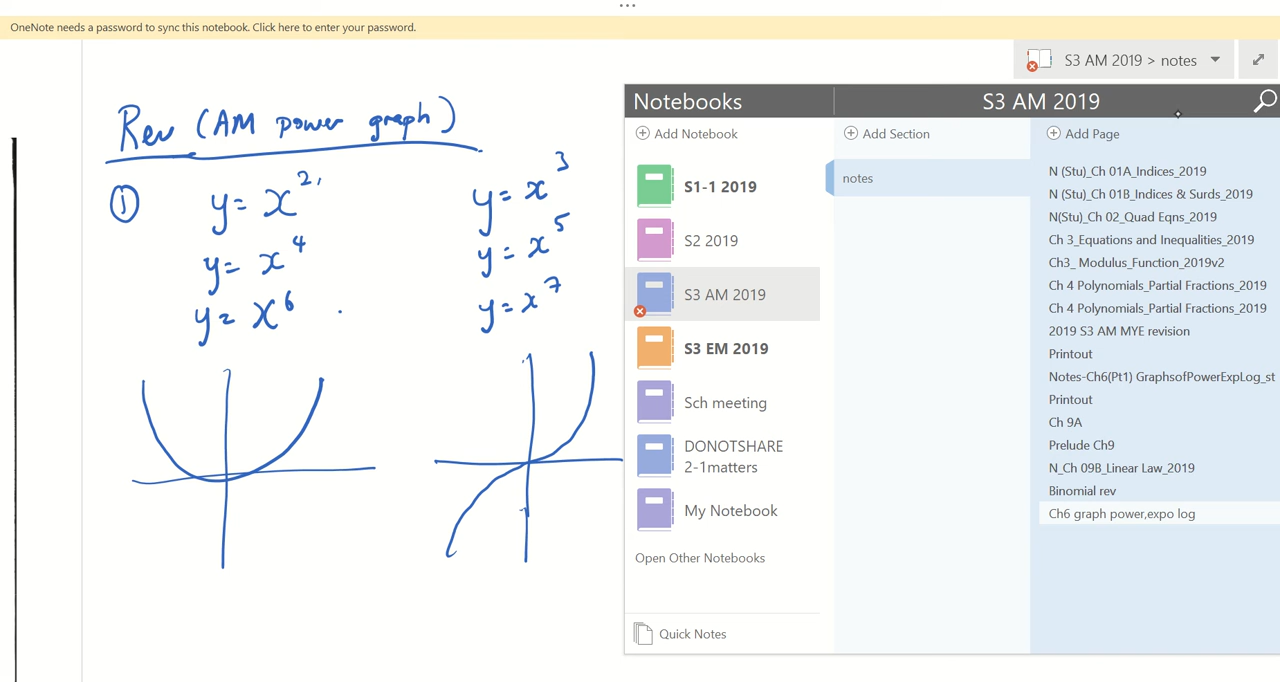 OneNote needs a password to sync this notebook. Click here to enter your password.
S3 AM 2019 > notes
Rev (AM power graph)
① y = x² y = x³
y = x⁴ y = x⁵
y = x⁶ y = x⁷
Notebooks
Add Notebook
S1-1 2019
S2 2019
S3 AM 2019
S3 EM 2019
Sch meeting
DONOTSHARE
2-1matters
My Notebook
Open Other Notebooks
Quick Notes
S3 AM 2019
Add Section
notes
Add Page
N (Stu)_Ch 01A_Indices_2019
N (Stu)_Ch 01B_Indices & Surds_2019
N(Stu)_Ch 02_Quad Eqns_2019
Ch 3_Equations and Inequalities_2019
Ch3_ Modulus_Function_2019v2
Ch 4 Polynomials_Partial Fractions_2019
Ch 4 Polynomials_Partial Fractions_2019
2019 S3 AM MYE revision
Printout
Notes-Ch6(Pt1) GraphsofPowerExpLog_st
Printout
Ch 9A
Prelude Ch9
N_Ch 09B_Linear Law_2019
Binomial rev
Ch6 graph power,expo log